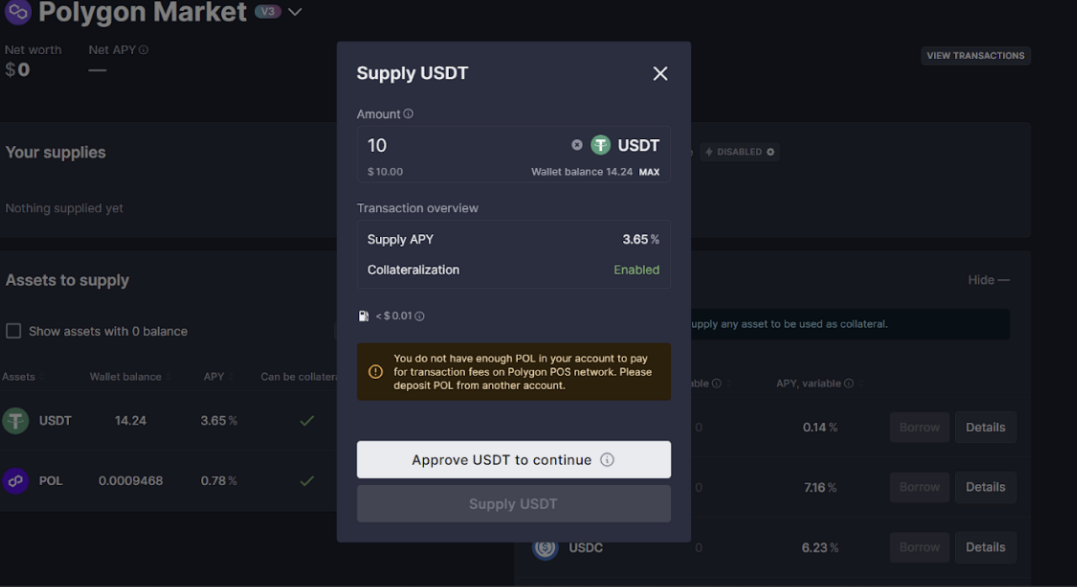 Polygon Market V3
Net worth
Net APY
$0
—
VIEW TRANSACTIONS
Your supplies
DISABLED
Nothing supplied yet
Assets to supply
Hide —
Show assets with 0 balance
supply any asset to be used as collateral.
Assets
Wallet balance
APY
APY, variable
USDT
14.24
3.65 %
POL
0.0009468
0.78 %
0
0.14 %
Borrow
Details
0
7.16 %
Borrow
Details
USDC
0
6.23 %
Borrow
Details
Supply USDT
Amount
10
USDT
$ 10.00
Wallet balance 14.24 MAX
Transaction overview
Supply APY
3.65 %
Collateralization
Enabled
< $ 0.01
You do not have enough POL in your account to pay
for transaction fees on Polygon POS network. Please
deposit POL from another account.
Approve USDT to continue
Supply USDT